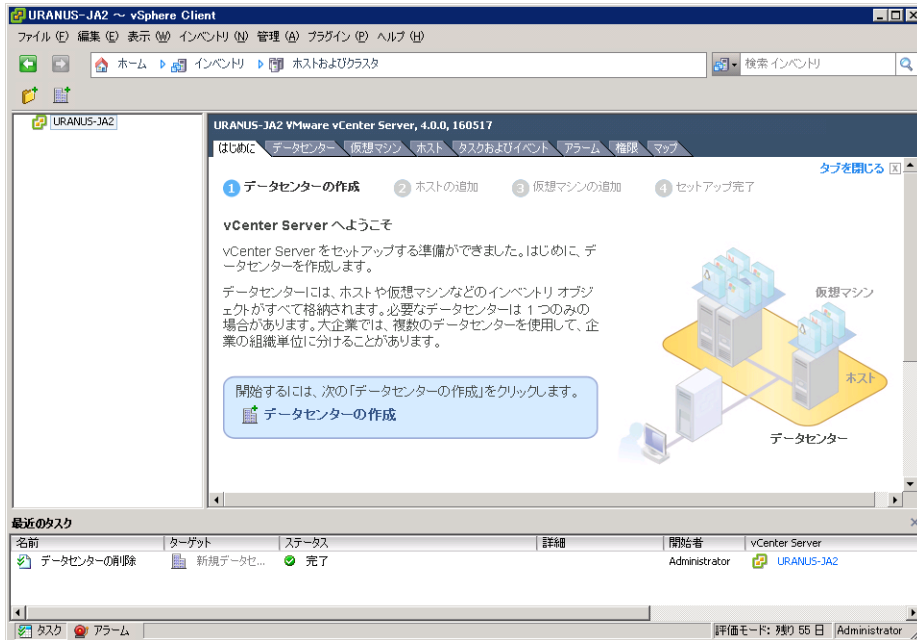 URANUS-JA2 ～ vSphere Client
ファイル (F) 編集 (E) 表示 (W) インベントリ (N) 管理 (A) プラグイン (P) ヘルプ (H)
ホーム インベントリ ホストおよびクラスタ 検索 インベントリ
URANUS-JA2
URANUS-JA2 VMware vCenter Server, 4.0.0, 160517
はじめに データセンター 仮想マシン ホスト タスクおよびイベント アラーム 権限 マップ
タブを閉じる
1 データセンターの作成 2 ホストの追加 3 仮想マシンの追加 4 セットアップ完了
vCenter Server へようこそ
vCenter Server をセットアップする準備ができました。はじめに、デ
ータセンターを作成します。
データセンターには、ホストや仮想マシンなどのインベントリ オブジ
ェクトがすべて格納されます。必要なデータセンターは 1 つのみの
場合があります。大企業では、複数のデータセンターを使用して、企
業の組織単位に分けることがあります。
開始するには、次の「データセンターの作成」をクリックします。
データセンターの作成
仮想マシン
ホスト
データセンター
最近のタスク
名前 ターゲット ステータス 詳細 開始者 vCenter Server
データセンターの削除 新規データセ... 完了 Administrator URANUS-JA2
タスク アラーム 評価モード: 残り 55 日 Administrator